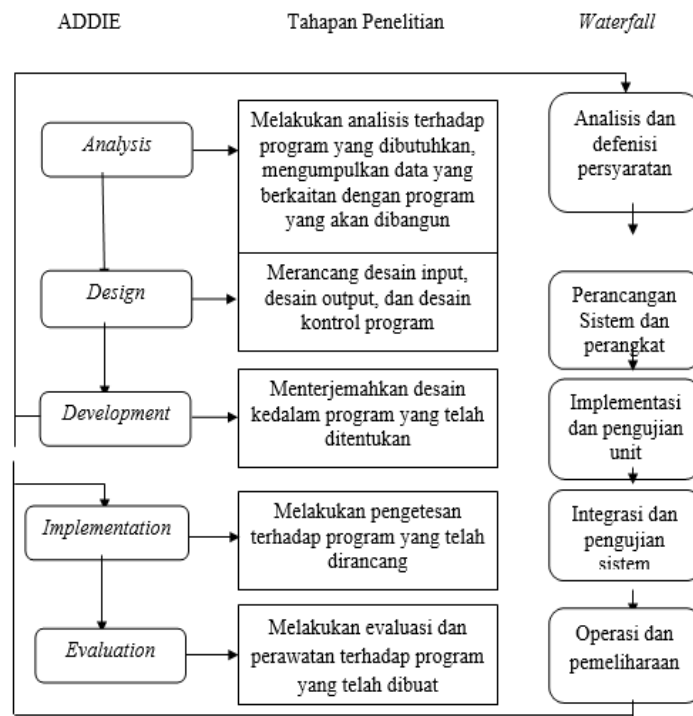 ADDIE
Tahapan Penelitian
Waterfall
Analysis
Melakukan analisis terhadap
program yang dibutuhkan,
mengumpulkan data yang
berkaitan dengan program
yang akan dibangun
Analisis dan
defenisi
persyaratan
Design
Merancang desain input,
desain output, dan desain
kontrol program
Perancangan
Sistem dan
perangkat
Development
Menterjemahkan desain
kedalam program yang telah
ditentukan
Implementasi
dan pengujian
unit
Implementation
Melakukan pengetesan
terhadap program yang telah
dirancang
Integrasi dan
pengujian
sistem
Evaluation
Melakukan evaluasi dan
perawatan terhadap program
yang telah dibuat
Operasi dan
pemeliharaan